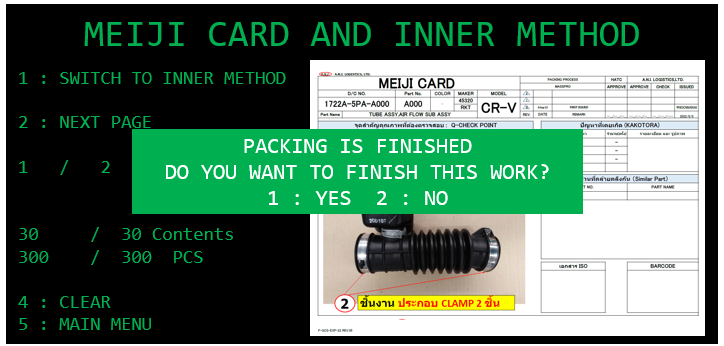 MEIJI CARD AND INNER METHOD
1 : SWITCH TO INNER METHOD
2 : NEXT PAGE
1 / 2
30 / 30 Contents
300 / 300 PCS
4 : CLEAR
5 : MAIN MENU
PACKING IS FINISHED
DO YOU WANT TO FINISH THIS WORK?
1 : YES 2 : NO
A.N.I. LOGISTICS,LTD.
MEIJI CARD
D/C NO. Part No. COLOR MAKER MODEL
1722A-5PA-A000 A000 45320 RKT CR-V
Part Name TUBE ASSY.AIR FLOW SUB ASSY
PACKING PROCESS HATC A.N.I. LOGISTICS,LTD.
MASSPRO APPROVE APPROVE CHECK ISSUED
REV. DATE REMARK
จุดสำคัญคุณภาพที่ต้องตรวจสอบ : Q-CHECK POINT
ปัญหาที่เคยเกิด (KAKOTORA)
(Similar Part)
PART NAME
เอกสาร ISO BARCODE
2 ชิ้นงาน ประกอบ CLAMP 2 ชิ้น